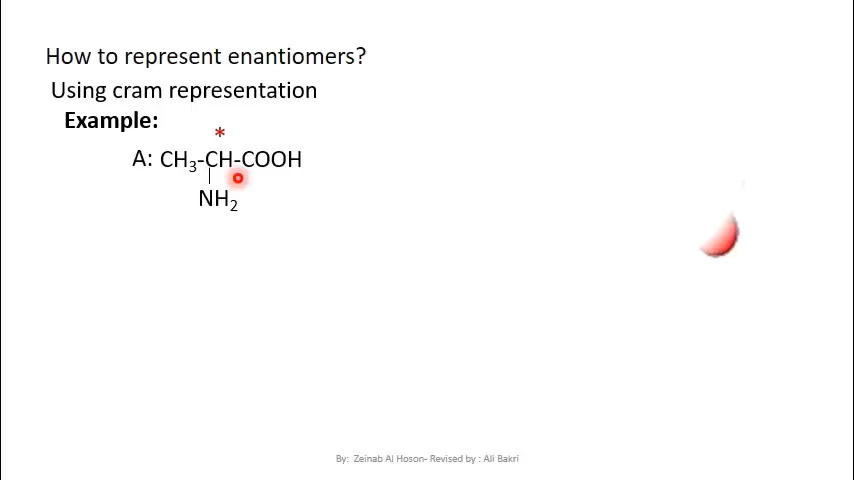 How to represent enantiomers?
Using cram representation
Example:
*
A: CH₃-CH-COOH
|
NH₂
By: Zeinab Al Hoson- Revised by : Ali Bakri